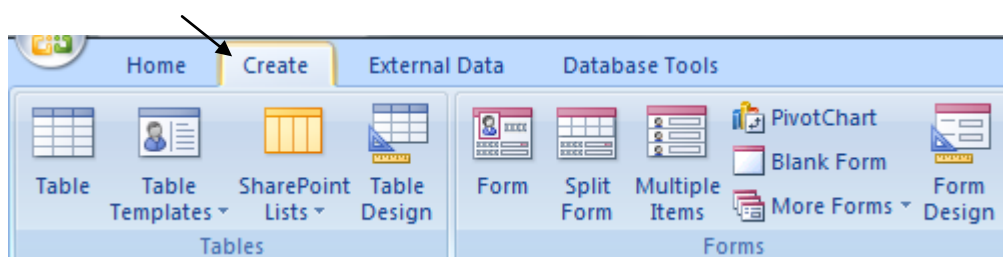 Home Create External Data Database Tools
Table
Table Templates
SharePoint Lists
Table Design
Tables
Form
Split Form
Multiple Items
PivotChart
Blank Form
More Forms
Form Design
Forms